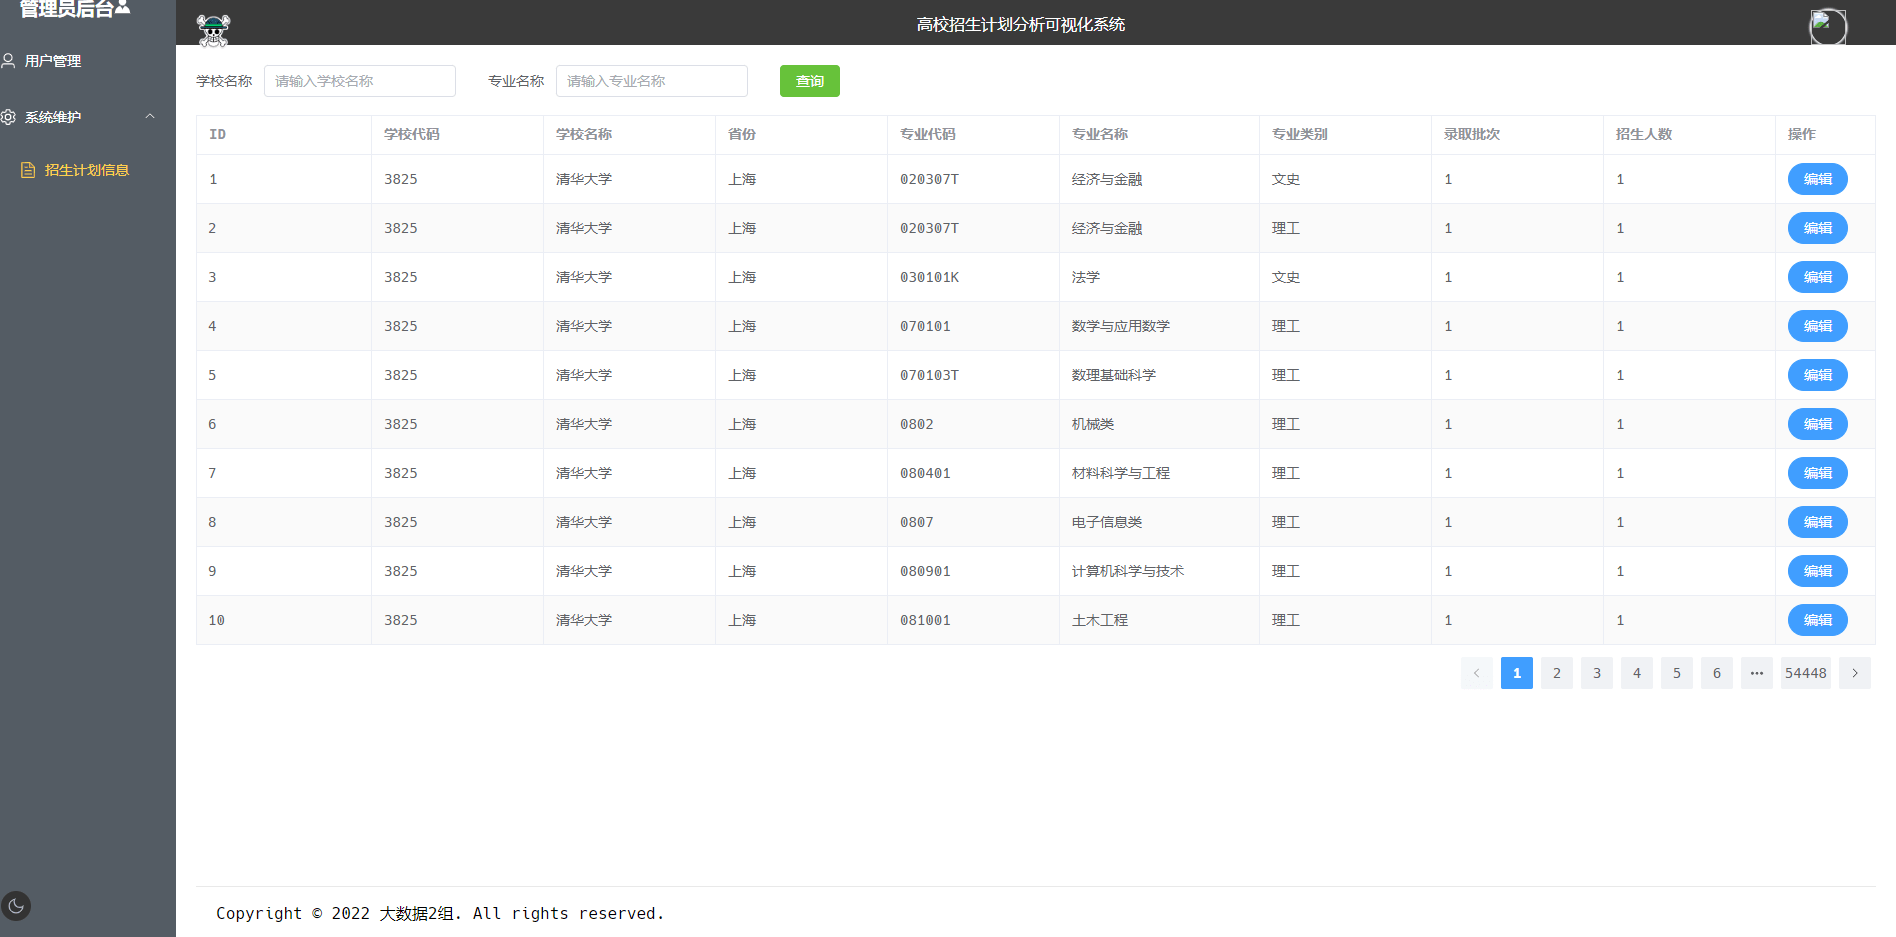 管理员后台
高校招生计划分析可视化系统
用户管理
系统维护
招生计划信息
学校名称 请输入学校名称 专业名称 请输入专业名称 查询
ID 学校代码 学校名称 省份 专业代码 专业名称 专业类别 录取批次 招生人数 操作
1 3825 清华大学 上海 020307T 经济与金融 文史 1 1 编辑
2 3825 清华大学 上海 020307T 经济与金融 理工 1 1 编辑
3 3825 清华大学 上海 030101K 法学 文史 1 1 编辑
4 3825 清华大学 上海 070101 数学与应用数学 理工 1 1 编辑
5 3825 清华大学 上海 070103T 数理基础科学 理工 1 1 编辑
6 3825 清华大学 上海 0802 机械类 理工 1 1 编辑
7 3825 清华大学 上海 080401 材料科学与工程 理工 1 1 编辑
8 3825 清华大学 上海 0807 电子信息类 理工 1 1 编辑
9 3825 清华大学 上海 080901 计算机科学与技术 理工 1 1 编辑
10 3825 清华大学 上海 081001 土木工程 理工 1 1 编辑
1 2 3 4 5 6 ··· 54448
Copyright © 2022 大数据2组. All rights reserved.